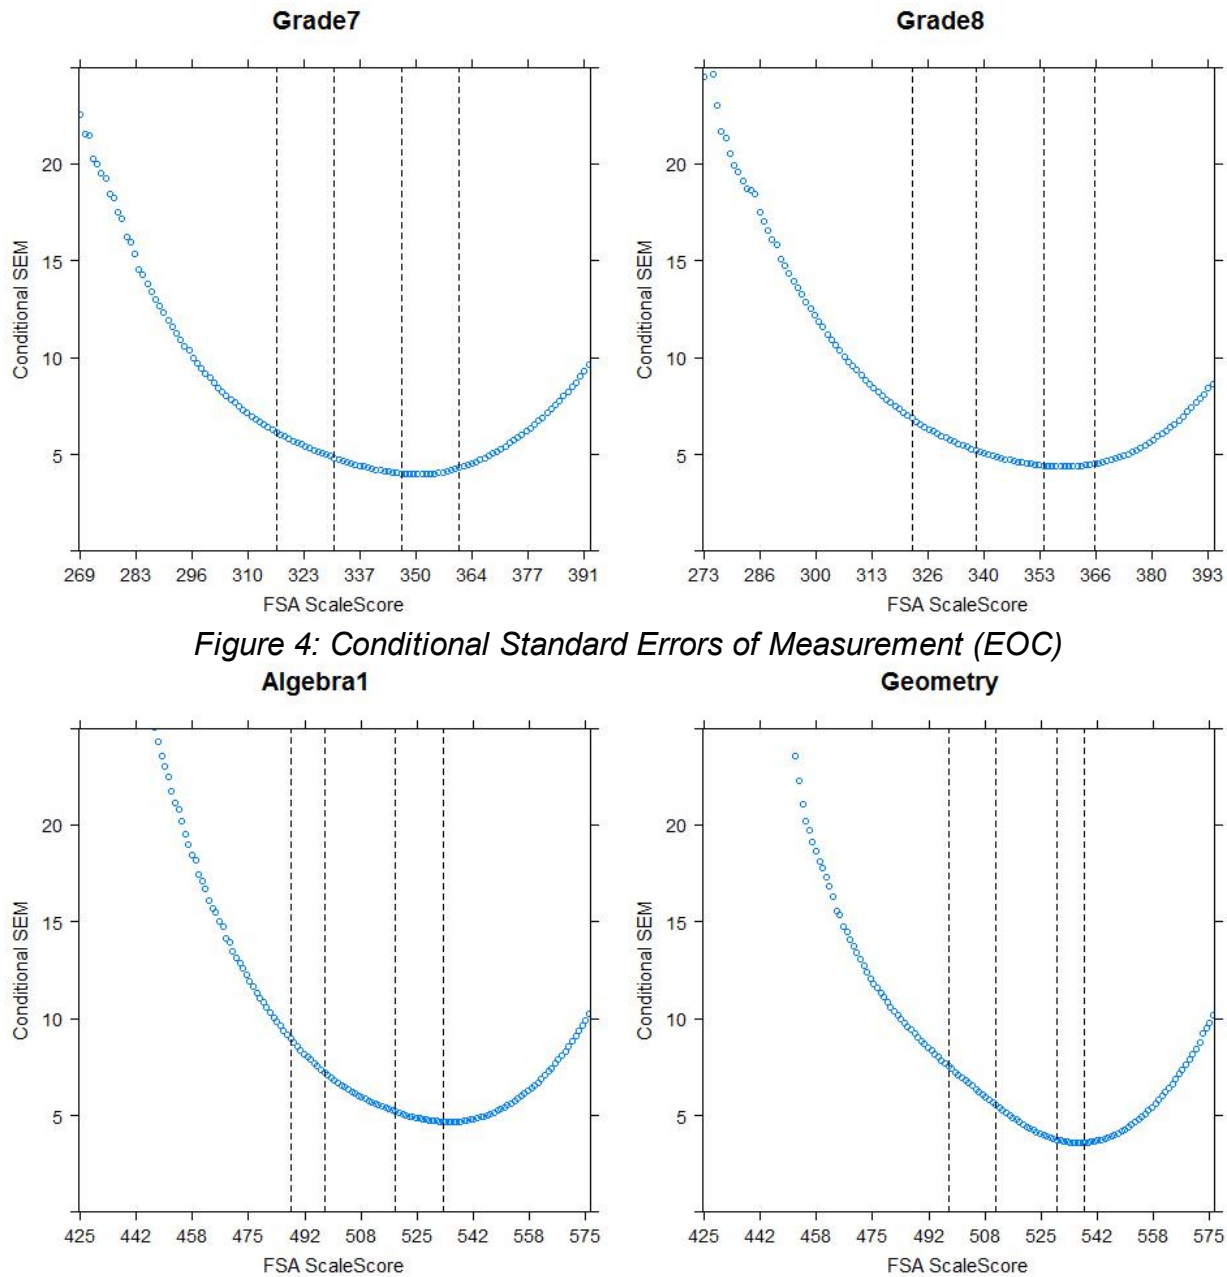 Grade7 Grade8
20 20
15 15
10 10
5 5
Conditional SEM Conditional SEM
269 283 296 310 323 337 350 364 377 391 273 286 300 313 326 340 353 366 380 393
FSA ScaleScore FSA ScaleScore
Figure 4: Conditional Standard Errors of Measurement (EOC)
Algebra1 Geometry
20 20
15 15
10 10
5 5
Conditional SEM Conditional SEM
425 442 458 475 492 508 525 542 558 575 425 442 458 475 492 508 525 542 558 575
FSA ScaleScore FSA ScaleScore